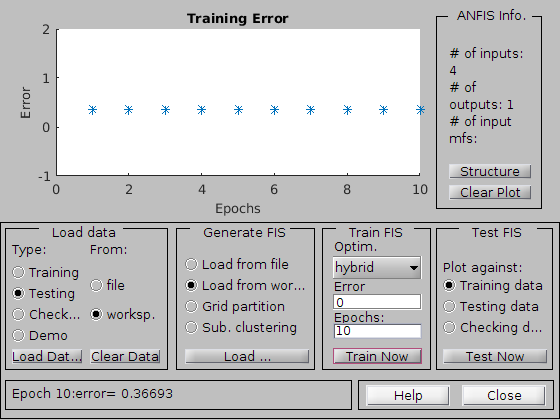 Training Error
2
1
0
-1
Error
0
2
4
6
8
10
Epochs
ANFIS Info.
# of inputs:
4
# of
outputs: 1
# of input
mfs:
Structure
Clear Plot
Load data
Type:
From:
Training
Testing
Check...
Demo
file
worksp.
Load Dat...
Clear Data
Generate FIS
Load from file
Load from wor...
Grid partition
Sub. clustering
Load ...
Train FIS
Optim.
hybrid
Error
0
Epochs:
10
Train Now
Test FIS
Plot against:
Training data
Testing data
Checking d...
Test Now
Epoch 10:error= 0.36693
Help
Close